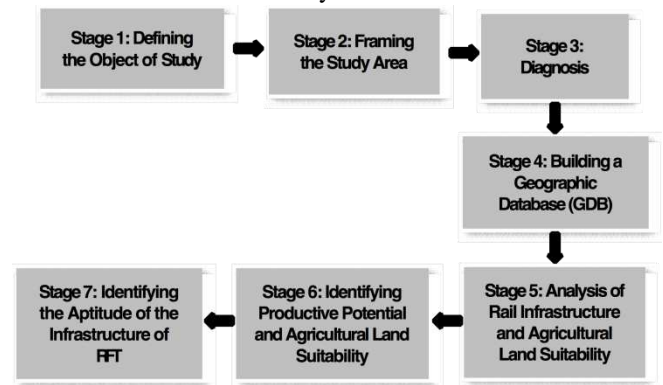 Stage 1: Defining
the Object of Study
Stage 2: Framing
the Study Area
Stage 3:
Diagnosis
Stage 4: Building a
Geographic
Database (GDB)
Stage 5: Analysis of
Rail Infrastructure
and Agricultural
Land Suitability
Stage 6: Identifying
Productive Potential
and Agricultural Land
Suitability
Stage 7: Identifying
the Aptitude of the
Infrastructure of
RFT